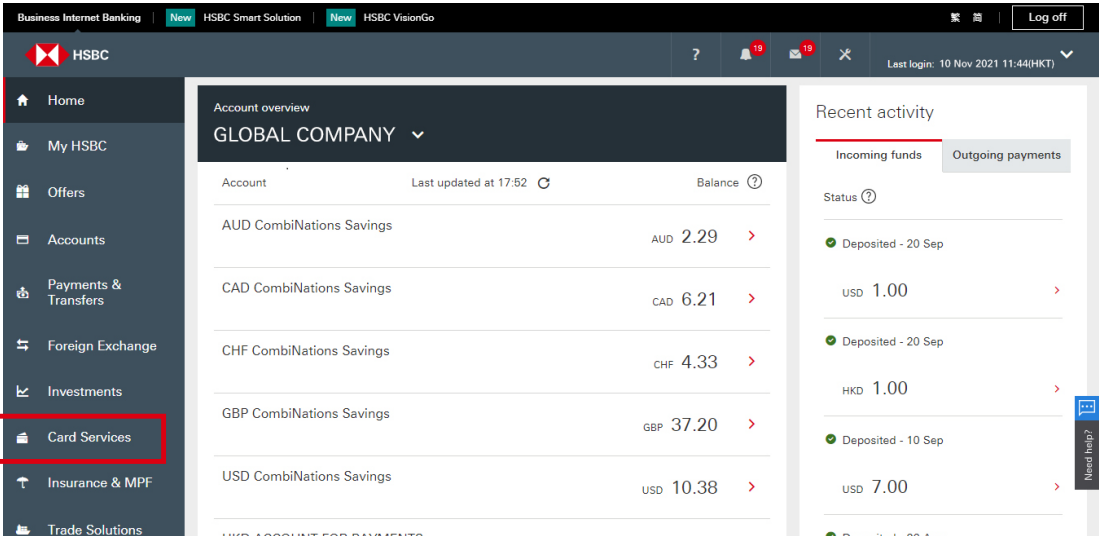 Business Internet Banking New HSBC Smart Solution New HSBC VisionGo 繁 简 Log off
HSBC ? 19 19 Last login: 10 Nov 2021 11:44(HKT)
Home
My HSBC
Offers
Accounts
Payments &
Transfers
Foreign Exchange
Investments
Card Services
Insurance & MPF
Trade Solutions
Account overview
GLOBAL COMPANY
Account Last updated at 17:52 Balance ?
AUD CombiNations Savings AUD 2.29
CAD CombiNations Savings CAD 6.21
CHF CombiNations Savings CHF 4.33
GBP CombiNations Savings GBP 37.20
USD CombiNations Savings USD 10.38
HKD ACCOUNT FOR PAYMENTS
Recent activity
Incoming funds Outgoing payments
Status ?
Deposited - 20 Sep
USD 1.00
Deposited - 20 Sep
HKD 1.00
Deposited - 10 Sep
USD 7.00
Need help?